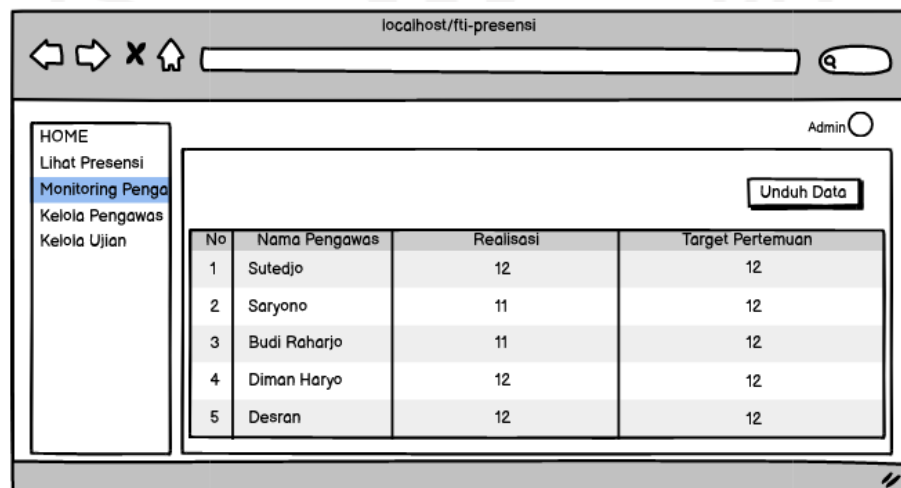 localhost/fti-presensi
Admin
HOME
Lihat Presensi
Monitoring Penga
Kelola Pengawas
Kelola Ujian
Unduh Data
No Nama Pengawas Realisasi Target Pertemuan
1 Sutedjo 12 12
2 Saryono 11 12
3 Budi Raharjo 11 12
4 Diman Haryo 12 12
5 Desran 12 12